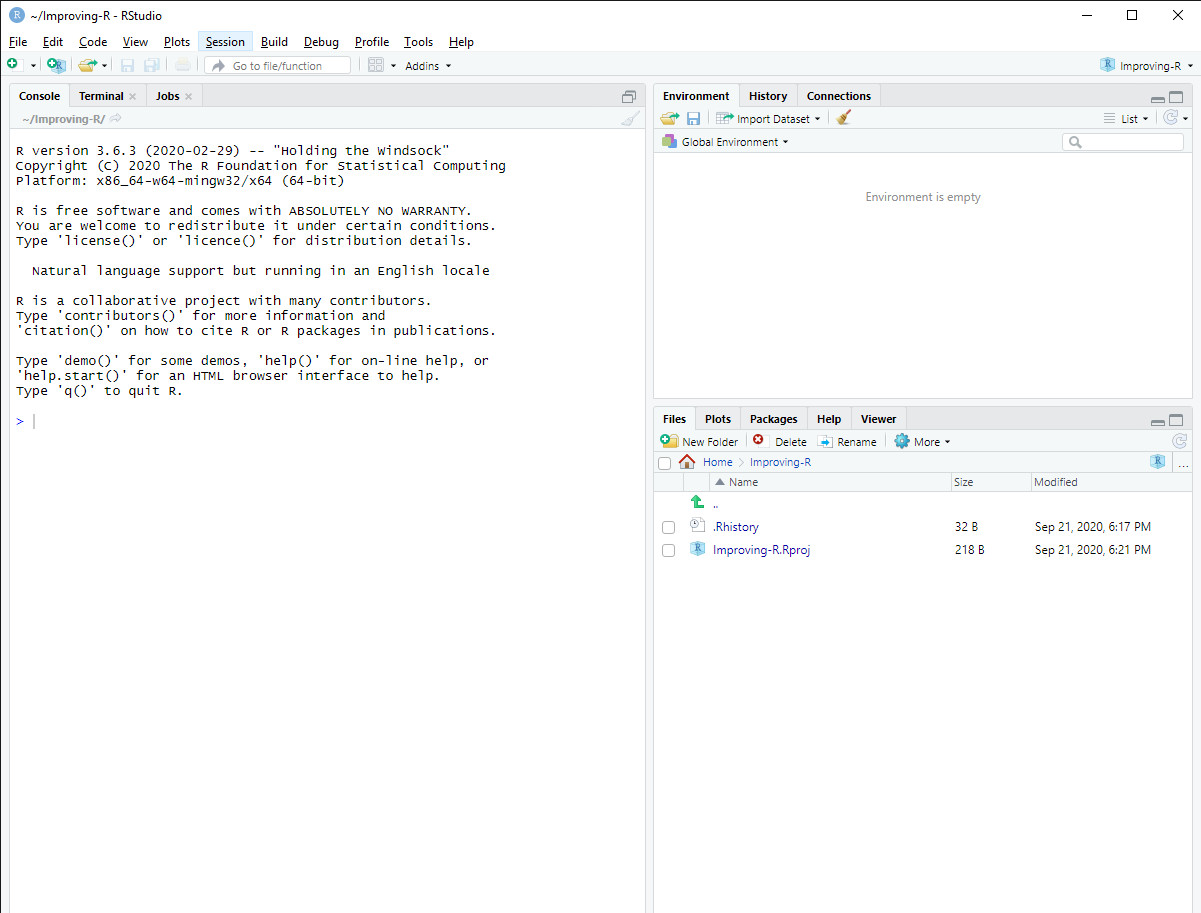 ~/Improving-R - RStudio
File Edit Code View Plots Session Build Debug Profile Tools Help
Go to file/function Addins Improving-R
Console Terminal Jobs
~/Improving-R/
R version 3.6.3 (2020-02-29) -- "Holding the Windsock"
Copyright (C) 2020 The R Foundation for Statistical Computing
Platform: x86_64-w64-mingw32/x64 (64-bit)
R is free software and comes with ABSOLUTELY NO WARRANTY.
You are welcome to redistribute it under certain conditions.
Type 'license()' or 'licence()' for distribution details.
Natural language support but running in an English locale
R is a collaborative project with many contributors.
Type 'contributors()' for more information and
'citation()' on how to cite R or R packages in publications.
Type 'demo()' for some demos, 'help()' for on-line help, or
'help.start()' for an HTML browser interface to help.
Type 'q()' to quit R.
>
Environment History Connections
Import Dataset List
Global Environment
Environment is empty
Files Plots Packages Help Viewer
New Folder Delete Rename More
Home Improving-R ...
Name Size Modified
..
.Rhistory 32 B Sep 21, 2020, 6:17 PM
Improving-R.Rproj 218 B Sep 21, 2020, 6:21 PM